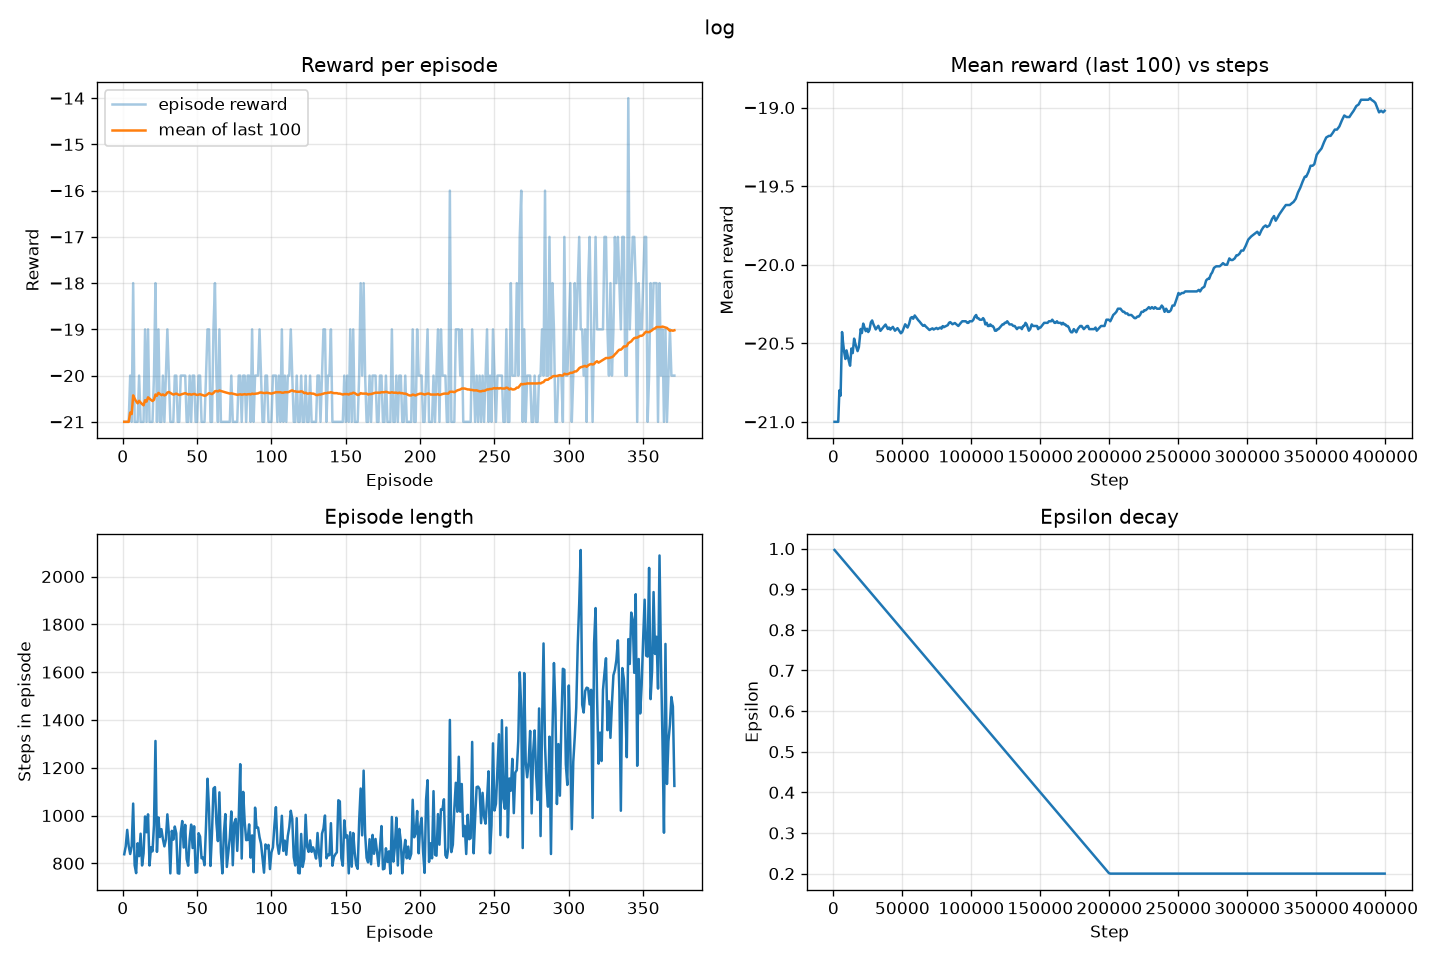 log
Reward per episode
episode reward
mean of last 100
−14
−15
−16
−17
−18
−19
−20
−21
Reward
0 50 100 150 200 250 300 350
Episode
Mean reward (last 100) vs steps
−19.0
−19.5
−20.0
−20.5
−21.0
Mean reward
0 50000 100000 150000 200000 250000 300000 350000 400000
Step
Episode length
2000
1800
1600
1400
1200
1000
800
Steps in episode
0 50 100 150 200 250 300 350
Episode
Epsilon decay
1.0
0.9
0.8
0.7
0.6
0.5
0.4
0.3
0.2
Epsilon
0 50000 100000 150000 200000 250000 300000 350000 400000
Step